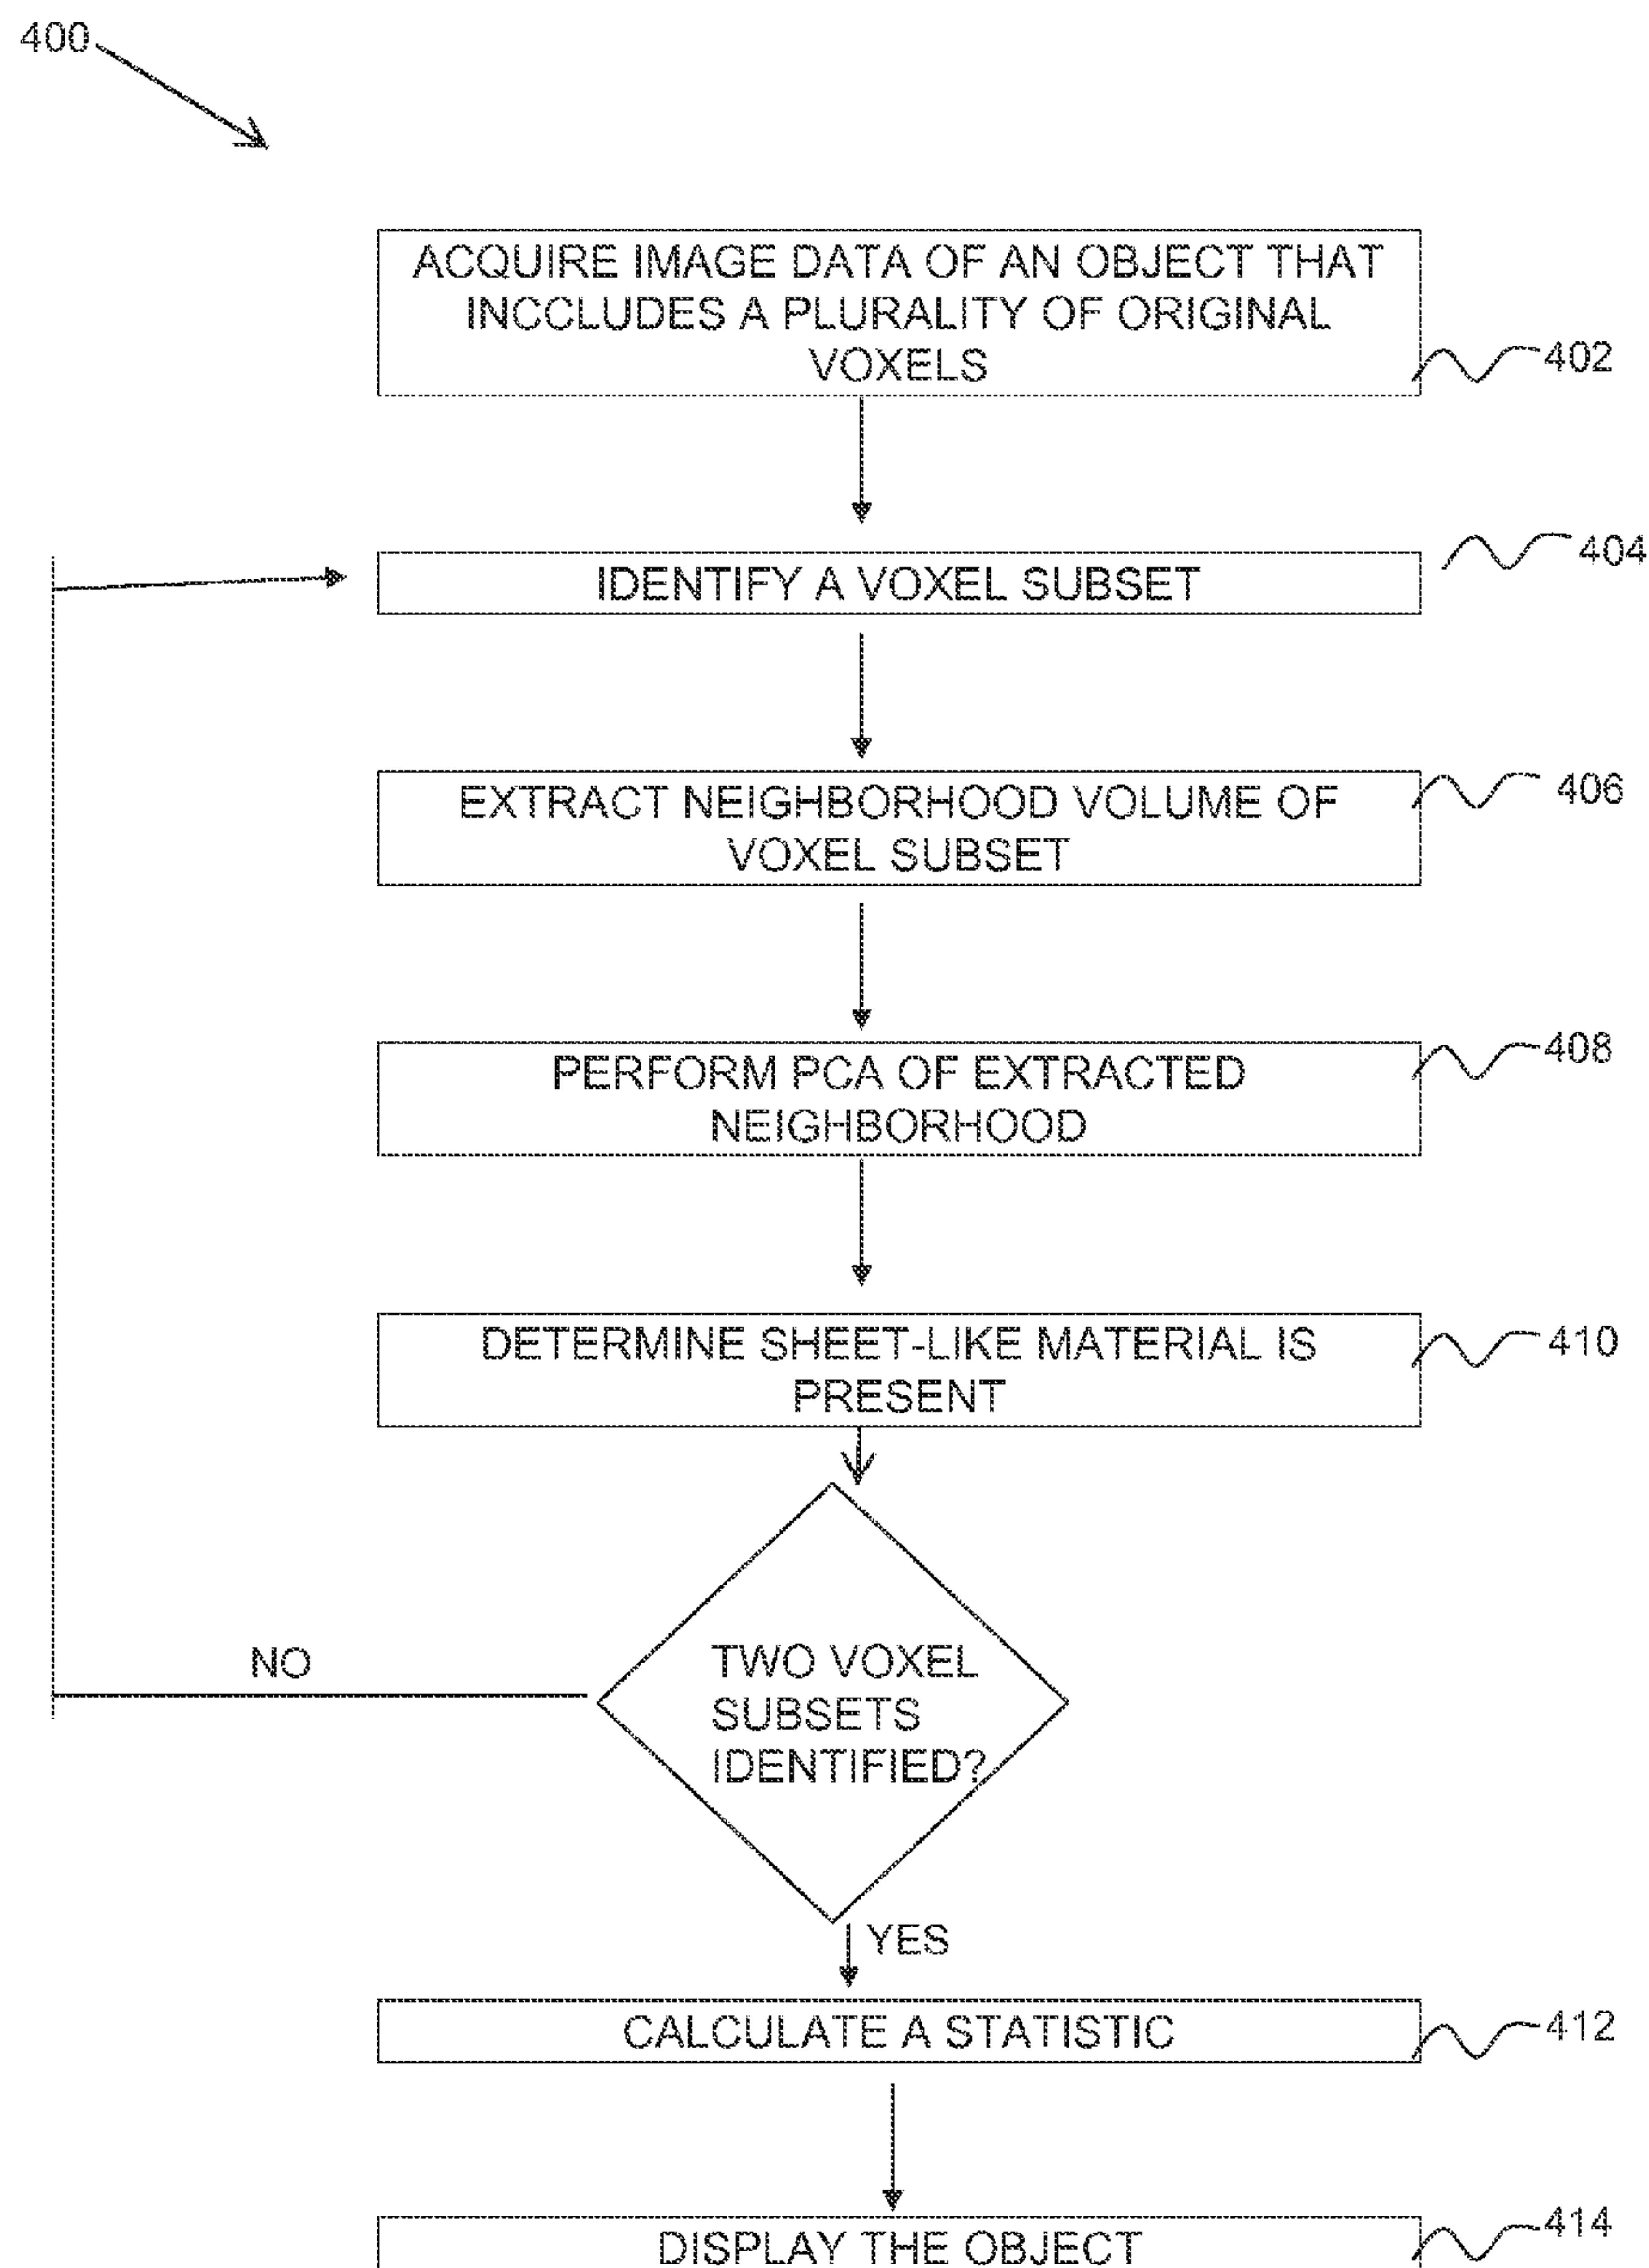 400
ACQUIRE IMAGE DATA OF AN OBJECT THAT
INCCLUDES A PLURALITY OF ORIGINAL
VOXELS
402
404
IDENTIFY A VOXEL SUBSET
406
EXTRACT NEIGHBORHOOD VOLUME OF
VOXEL SUBSET
408
PERFORM PCA OF EXTRACTED
NEIGHBORHOOD
410
DETERMINE SHEET-LIKE MATERIAL IS
PRESENT
NO
TWO VOXEL
SUBSETS
IDENTIFIED?
YES
CALCULATE A STATISTIC
412
414
DISPLAY THE OBJECT